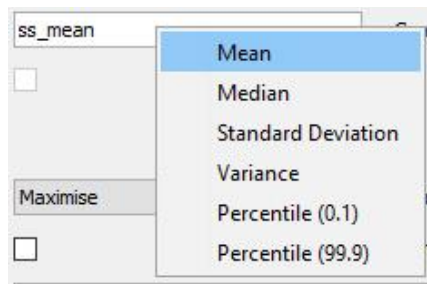 ss_mean
Mean
Median
Standard Deviation
Variance
Maximise
Percentile (0.1)
Percentile (99.9)